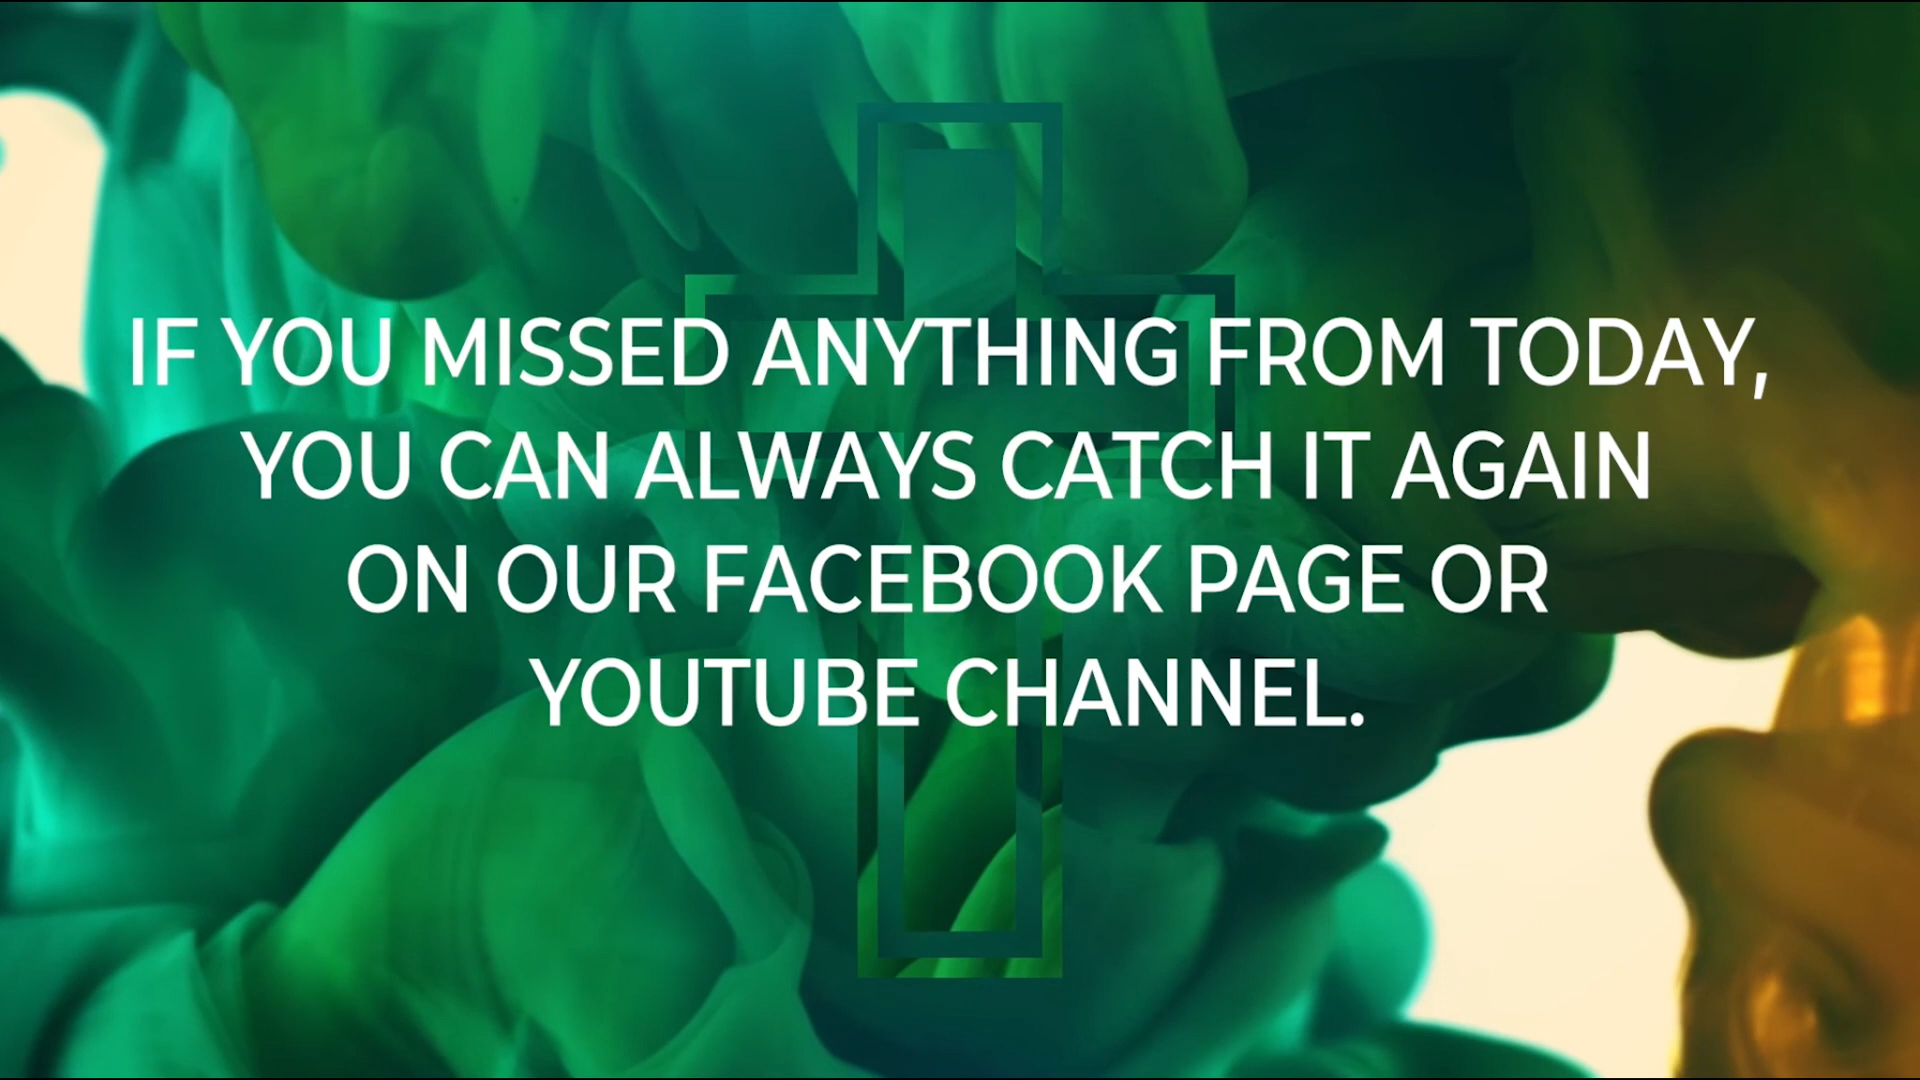 IF YOU MISSED ANYTHING FROM TODAY,
YOU CAN ALWAYS CATCH IT AGAIN
ON OUR FACEBOOK PAGE OR
YOUTUBE CHANNEL.